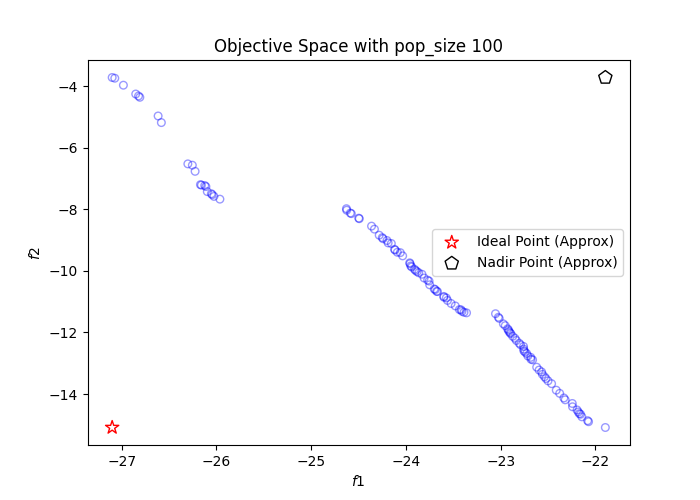 Objective Space with pop_size 100
f2
−4
−6
−8
−10
−12
−14
Ideal Point (Approx)
Nadir Point (Approx)
−27
−26
−25
−24
−23
−22
f1